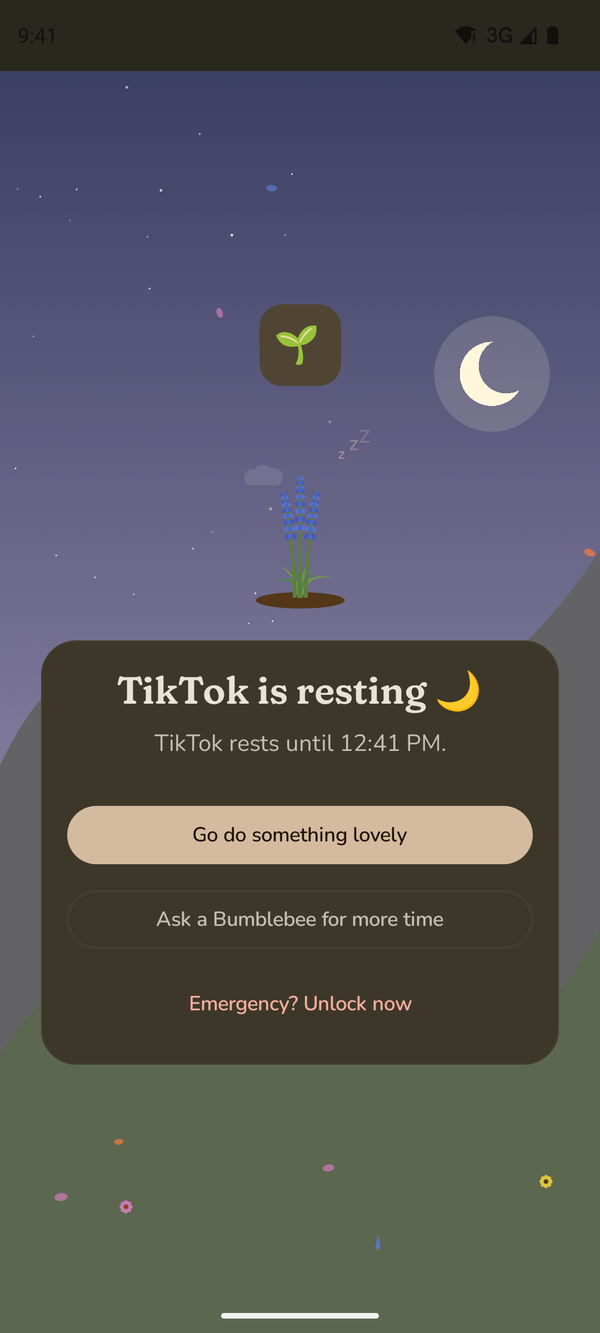 9:41
3G
z z Z
TikTok is resting 🌙
TikTok rests until 12:41 PM.
Go do something lovely
Ask a Bumblebee for more time
Emergency? Unlock now